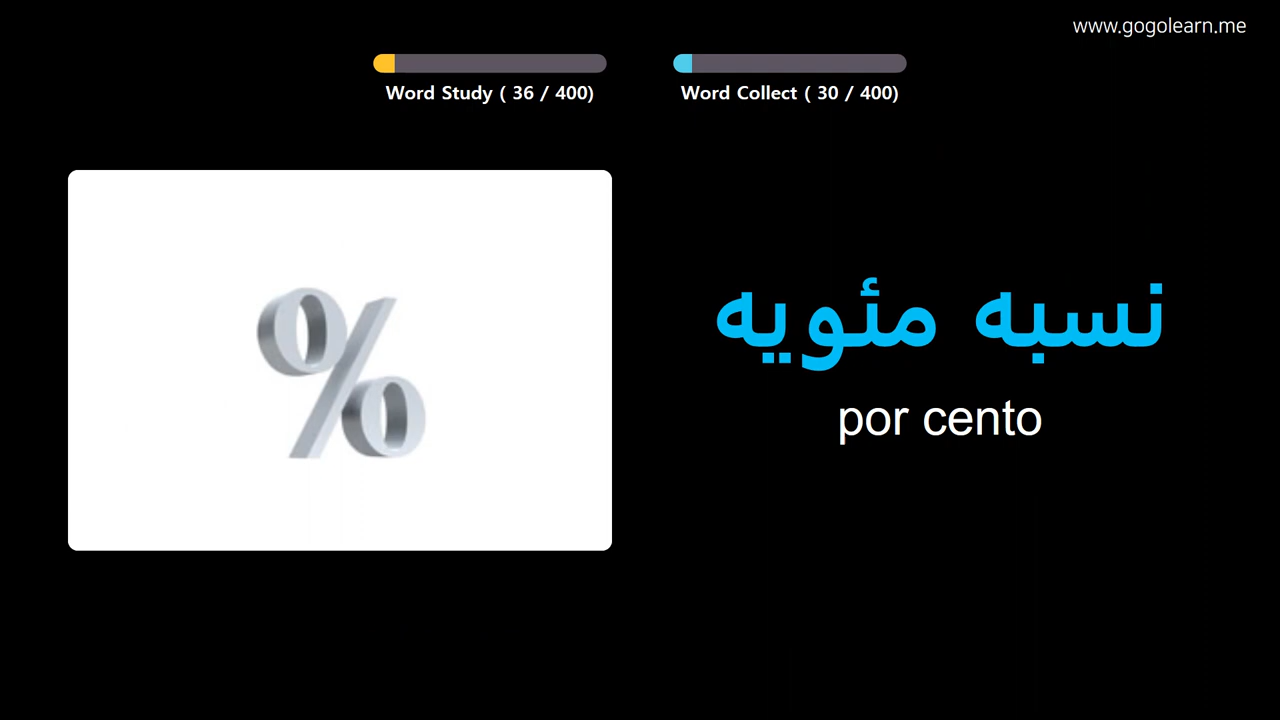 www.gogolearn.me
Word Study ( 36 / 400)
Word Collect ( 30 / 400)
%
نسبه مئويه
por cento